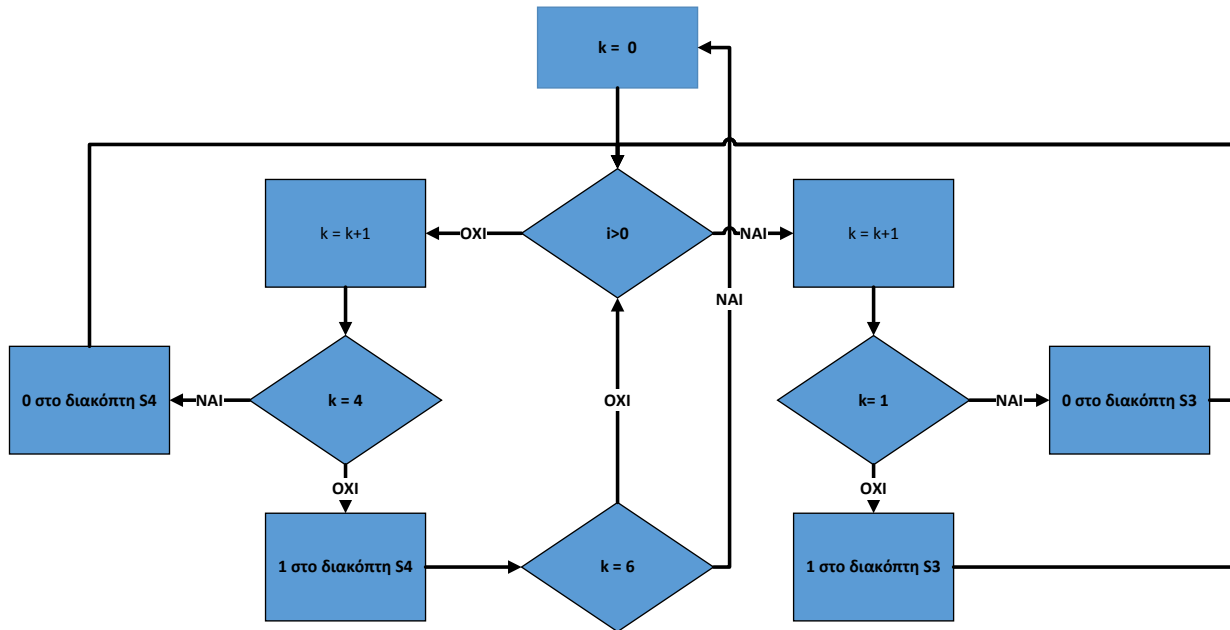 k = 0
k = k+1
ΟΧΙ
i>0
ΝΑΙ
k = k+1
ΝΑΙ
0 στο διακόπτη S4
ΝΑΙ
k = 4
ΟΧΙ
k= 1
ΝΑΙ
0 στο διακόπτη S3
ΟΧΙ
ΟΧΙ
1 στο διακόπτη S4
k = 6
1 στο διακόπτη S3